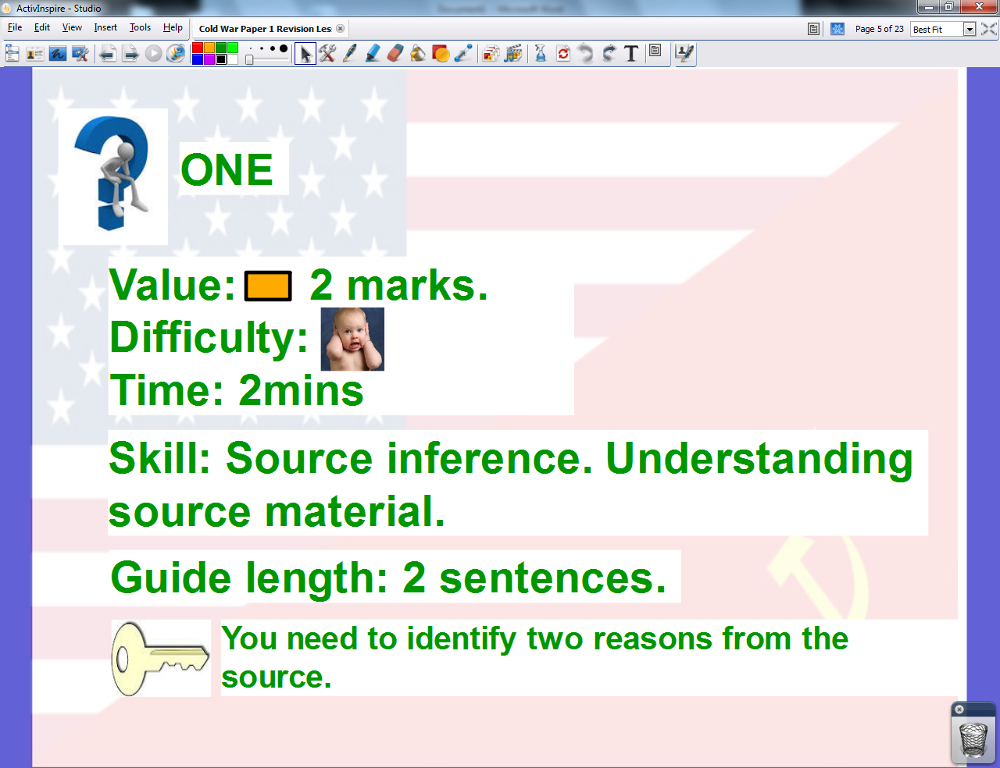 ActivInspire - Studio
File Edit View Insert Tools Help
Cold War Paper 1 Revision Les
Page 5 of 23
Best Fit
ONE
Value: 2 marks.
Difficulty:
Time: 2mins
Skill: Source inference. Understanding
source material.
Guide length: 2 sentences.
You need to identify two reasons from the
source.